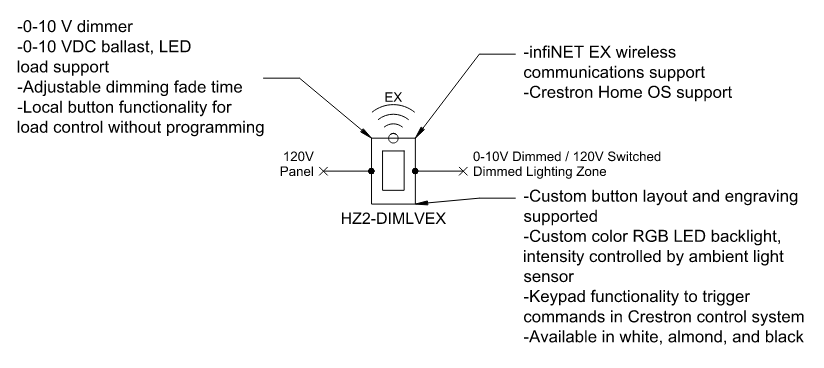 -0-10 V dimmer
-0-10 VDC ballast, LED
load support
-Adjustable dimming fade time
-Local button functionality for
load control without programming
-infiNET EX wireless
communications support
-Crestron Home OS support
EX
120V
Panel
0-10V Dimmed / 120V Switched
Dimmed Lighting Zone
HZ2-DIMLVEX
-Custom button layout and engraving
supported
-Custom color RGB LED backlight,
intensity controlled by ambient light
sensor
-Keypad functionality to trigger
commands in Crestron control system
-Available in white, almond, and black